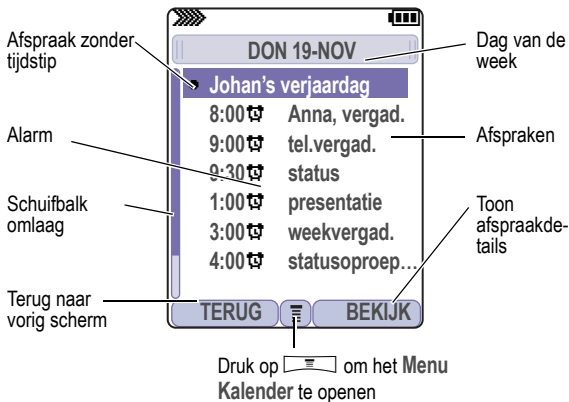 Afspraak zonder
tijdstip
Alarm
Schuifbalk
omlaag
Terug naar
vorig scherm
DON 19-NOV
Johan's verjaardag
8:00 Anna, vergad.
9:00 tel.vergad.
9:30 status
1:00 presentatie
3:00 weekvergad.
4:00 statusoproep...
TERUG BEKIJK
Dag van de
week
Afspraken
Toon
afspraakde-
tails
Druk op om het Menu
Kalender te openen